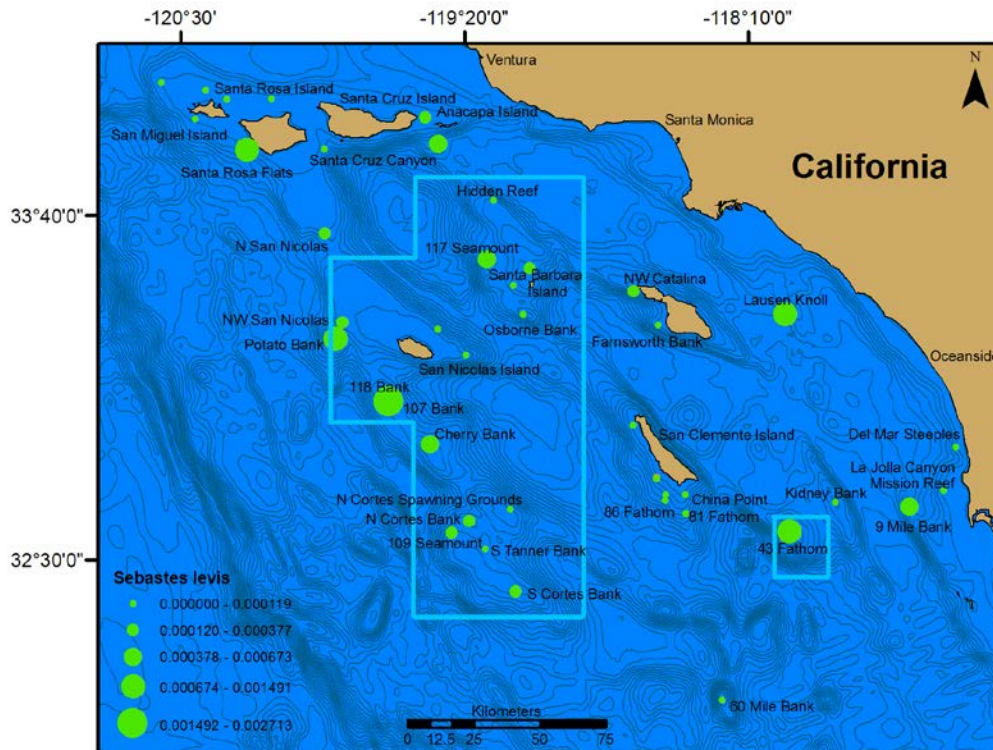 -120°30' -119°20'0" -118°10'0"
Ventura
N
Santa Rosa Island
Santa Cruz Island
Anacapa Island
San Miguel Island
Santa Monica
Santa Cruz Canyon
Santa Rosa Flats
California
Hidden Reef
33°40'0"
N San Nicolas
117 Seamount
Santa Barbara
Island
NW Catalina
Lausen Knoll
Osborne Bank
NW San Nicolas
Potato Bank
Farnsworth Bank
Oceanside
San Nicolas Island
118 Bank
107 Bank
Cherry Bank
San Clemente Island
Del Mar Steeples
La Jolla Canyon
Mission Reef
N Cortes Spawning Grounds
China Point
Kidney Bank
86 Fathom
81 Fathom
N Cortes Bank
9 Mile Bank
109 Seamount
S Tanner Bank
43 Fathom
32°30'0"
Sebastes levis
S Cortes Bank
0.000000 - 0.000119
0.000120 - 0.000377
0.000378 - 0.000673
0.000674 - 0.001491
0.001492 - 0.002713
60 Mile Bank
Kilometers
0 12.5 25 50 75